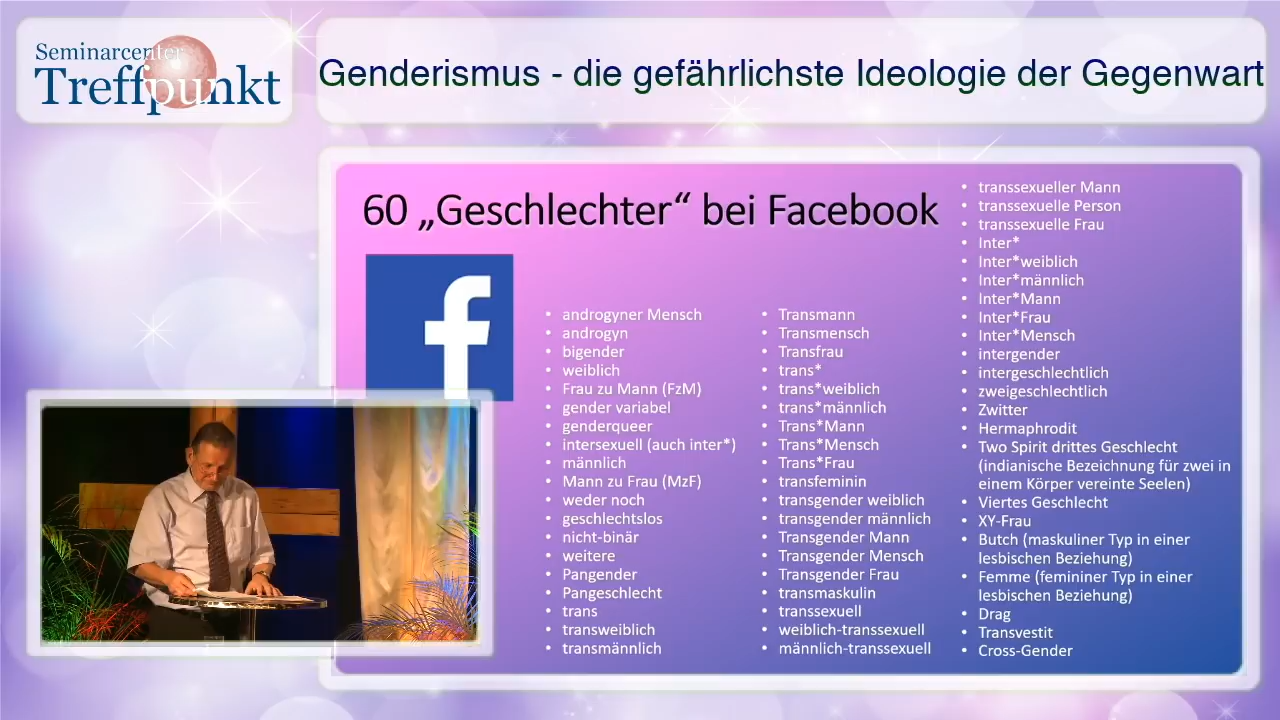 Seminarcenter
Treffpunkt
Genderismus - die gefährlichste Ideologie der Gegenwart
60 „Geschlechter“ bei Facebook
f
• androgyner Mensch
• androgyn
• bigender
• weiblich
• Frau zu Mann (FzM)
• gender variabel
• genderqueer
• intersexuell (auch inter*)
• männlich
• Mann zu Frau (MzF)
• weder noch
• geschlechtslos
• nicht-binär
• weitere
• Pangender
• Pangeschlecht
• trans
• transweiblich
• transmännlich
• Transmann
• Transmensch
• Transfrau
• trans*
• trans*weiblich
• trans*männlich
• Trans*Mann
• Trans*Mensch
• Trans*Frau
• transfeminin
• transgender weiblich
• transgender männlich
• Transgender Mann
• Transgender Mensch
• Transgender Frau
• transmaskulin
• transsexuell
• weiblich-transsexuell
• männlich-transsexuell
• transsexueller Mann
• transsexuelle Person
• transsexuelle Frau
• Inter*
• Inter*weiblich
• Inter*männlich
• Inter*Mann
• Inter*Frau
• Inter*Mensch
• intergender
• intergeschlechtlich
• zweigeschlechtlich
• Zwitter
• Hermaphrodit
• Two Spirit drittes Geschlecht
(indianische Bezeichnung für zwei in
einem Körper vereinte Seelen)
• Viertes Geschlecht
• XY-Frau
• Butch (maskuliner Typ in einer
lesbischen Beziehung)
• Femme (femininer Typ in einer
lesbischen Beziehung)
• Drag
• Transvestit
• Cross-Gender